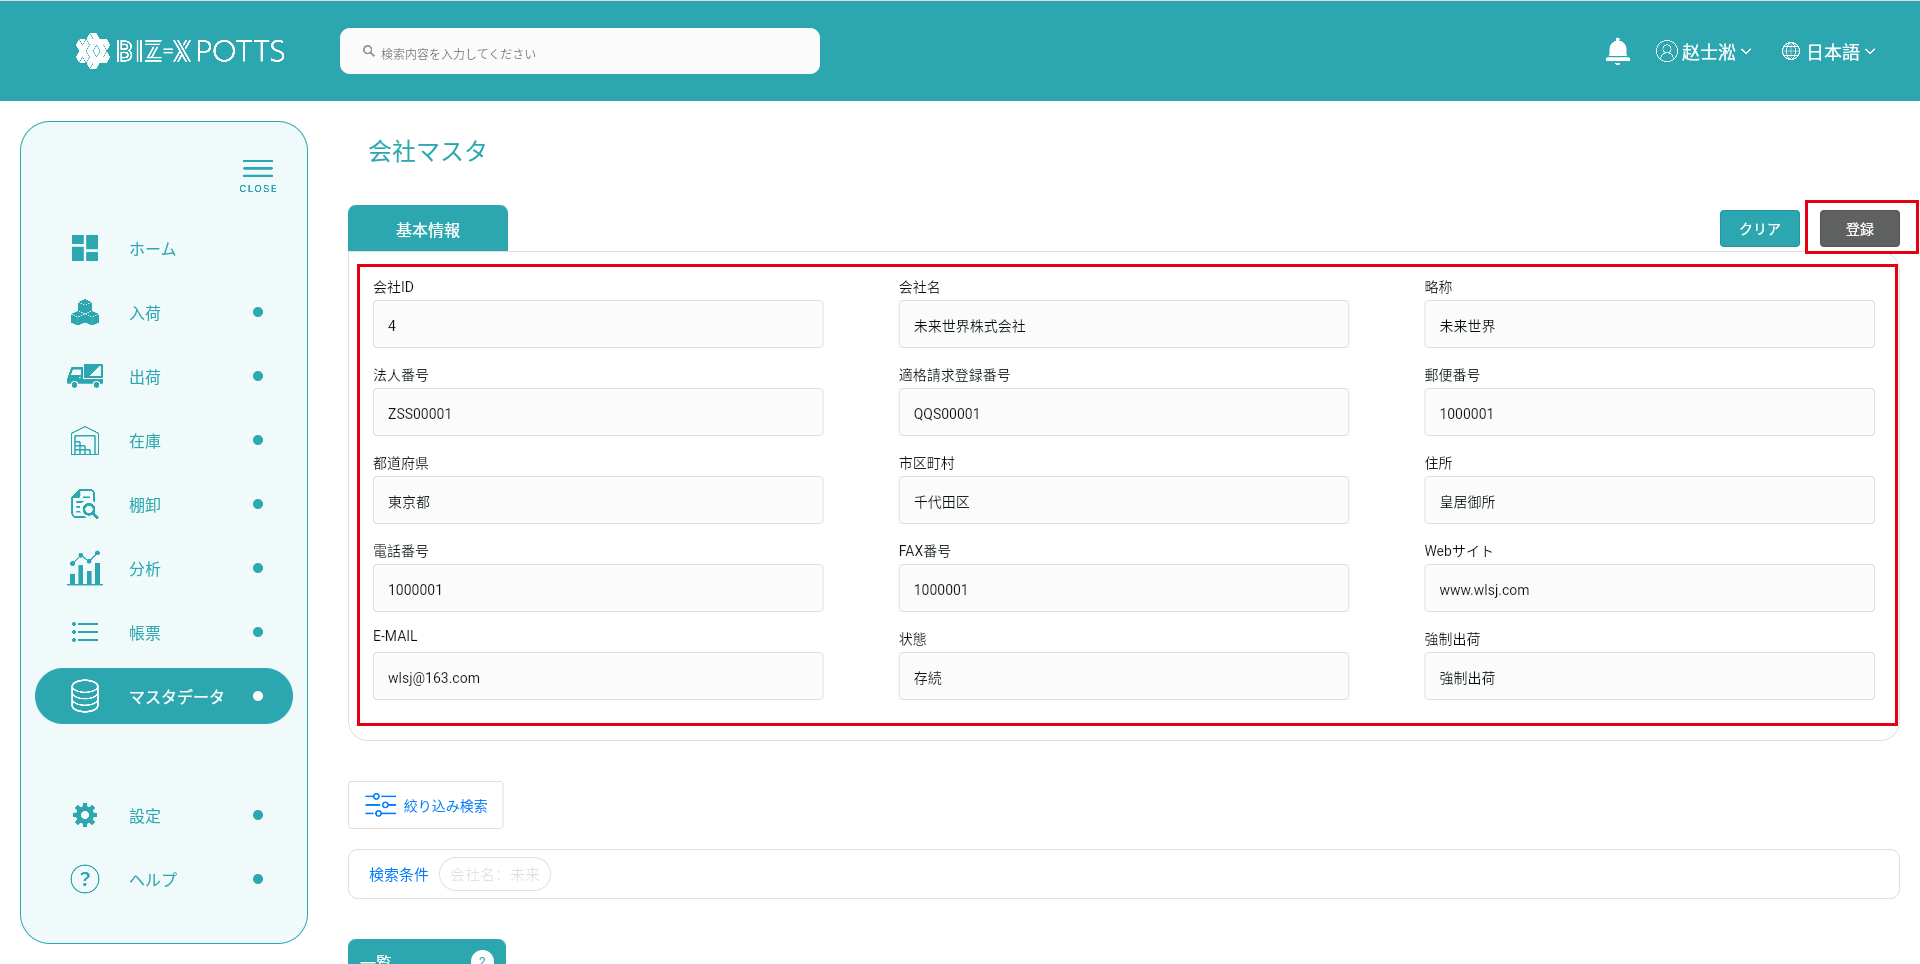 BIZ-X POTTS
検索内容を入力してください
赵士淞
日本語
CLOSE
ホーム
入荷
出荷
在庫
棚卸
分析
帳票
マスタデータ
設定
ヘルプ
会社マスタ
基本情報
クリア
登録
会社ID
会社名
略称
4
未来世界株式会社
未来世界
法人番号
適格請求登録番号
郵便番号
ZSS00001
QQS00001
1000001
都道府県
市区町村
住所
東京都
千代田区
皇居御所
電話番号
FAX番号
Webサイト
1000001
1000001
www.wlsj.com
E-MAIL
状態
強制出荷
wlsj@163.com
存続
強制出荷
絞り込み検索
検索条件
会社名：未来
一覧
2